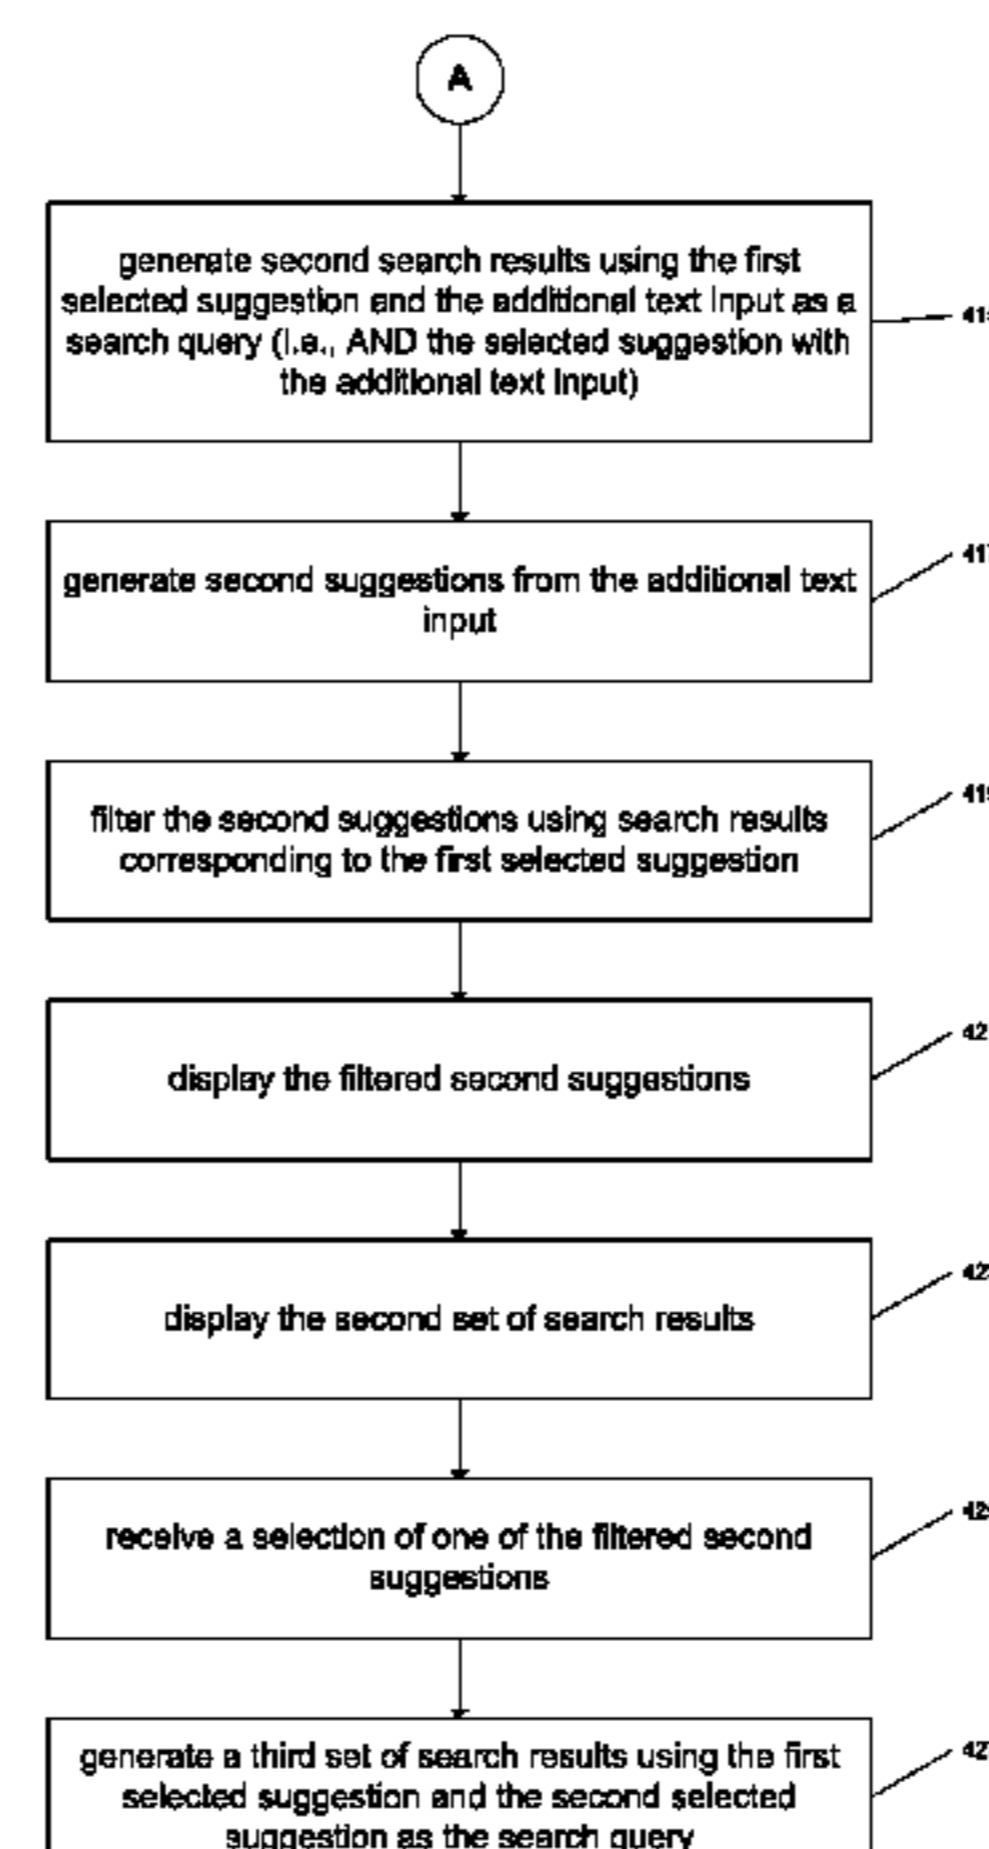 A
generate second search results using the first
selected suggestion and the additional text input as a
search query (i.e., AND the selected suggestion with
the additional text input)
generate second suggestions from the additional text
input
417
filter the second suggestions using search results
corresponding to the first selected suggestion
display the filtered second suggestions
display the second set of search results
receive a selection of one of the filtered second
suggestions
generate a third set of search results using the first
selected suggestion and the second selected
suggestion as the search query